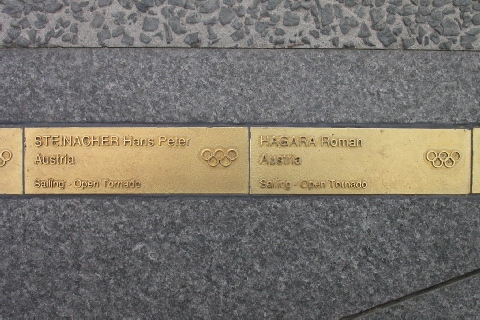 STEINACHER Hans Peter
Austria
Sailing - Open Tornado
HAGARA Roman
Austria
Sailing - Open Tornado